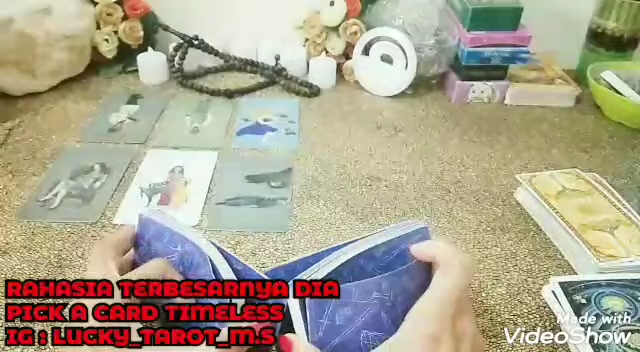 RAHASIA TERBESARNYA DIA
PICK A CARD TIMELESS
IG : LUCKY_TAROT_M.S
Made with
VideoShow